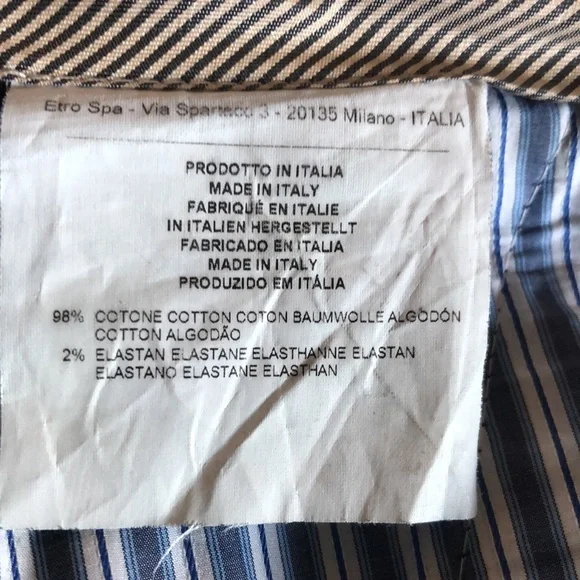 Etro Spa - Via Spartaco 3 - 20135 Milano - ITALIA
PRODOTTO IN ITALIA
MADE IN ITALY
FABRIQUÉ EN ITALIE
IN ITALIEN HERGESTELLT
FABRICADO EN ITALIA
MADE IN ITALY
PRODUZIDO EM ITÁLIA
98% COTONE COTTON COTON BAUMWOLLE ALGODÓN
COTTON ALGODÃO
2% ELASTAN ELASTANE ELASTHANNE ELASTAN
ELASTANO ELASTANE ELASTHAN